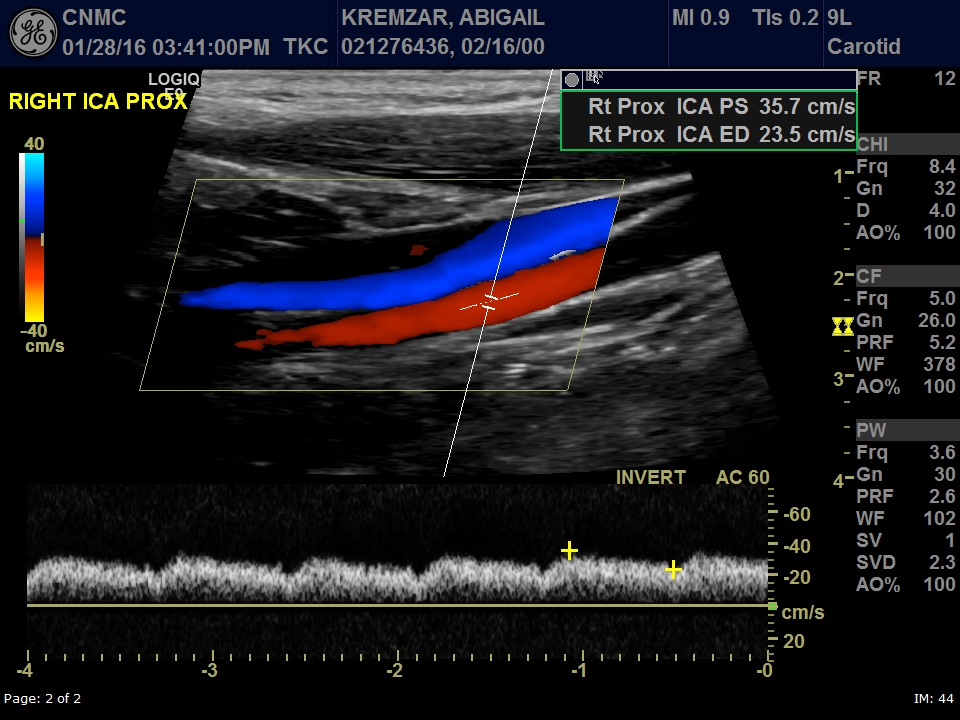 CNMC
01/28/16 03:41:00PM TKC
KREMZAR, ABIGAIL
021276436, 02/16/00
MI 0.9 TIs 0.2
9L
Carotid
LOGIQ
E9
RIGHT ICA PROX
40
-40
cm/s
Rt Prox ICA PS 35.7 cm/s
Rt Prox ICA ED 23.5 cm/s
1
2
3
4
FR 12
CHI
Frq 8.4
Gn 32
D 4.0
AO% 100
CF
Frq 5.0
Gn 26.0
PRF 5.2
WF 378
AO% 100
PW
Frq 3.6
Gn 30
PRF 2.6
WF 102
SV 1
SVD 2.3
AO% 100
INVERT AC 60
-60
-40
-20
cm/s
20
-4 -3 -2 -1 -0
Page: 2 of 2
IM: 44